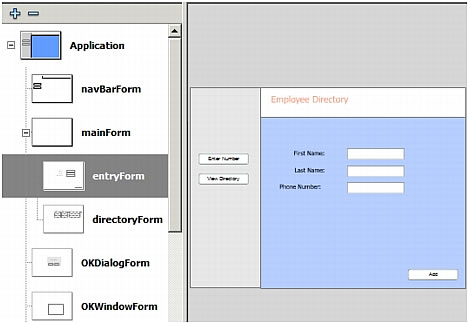 Application
navBarForm
mainForm
entryForm
directoryForm
OKDialogForm
OKWindowForm
Employee Directory
Enter Number
View Directory
First Name:
Last Name:
Phone Number:
Add